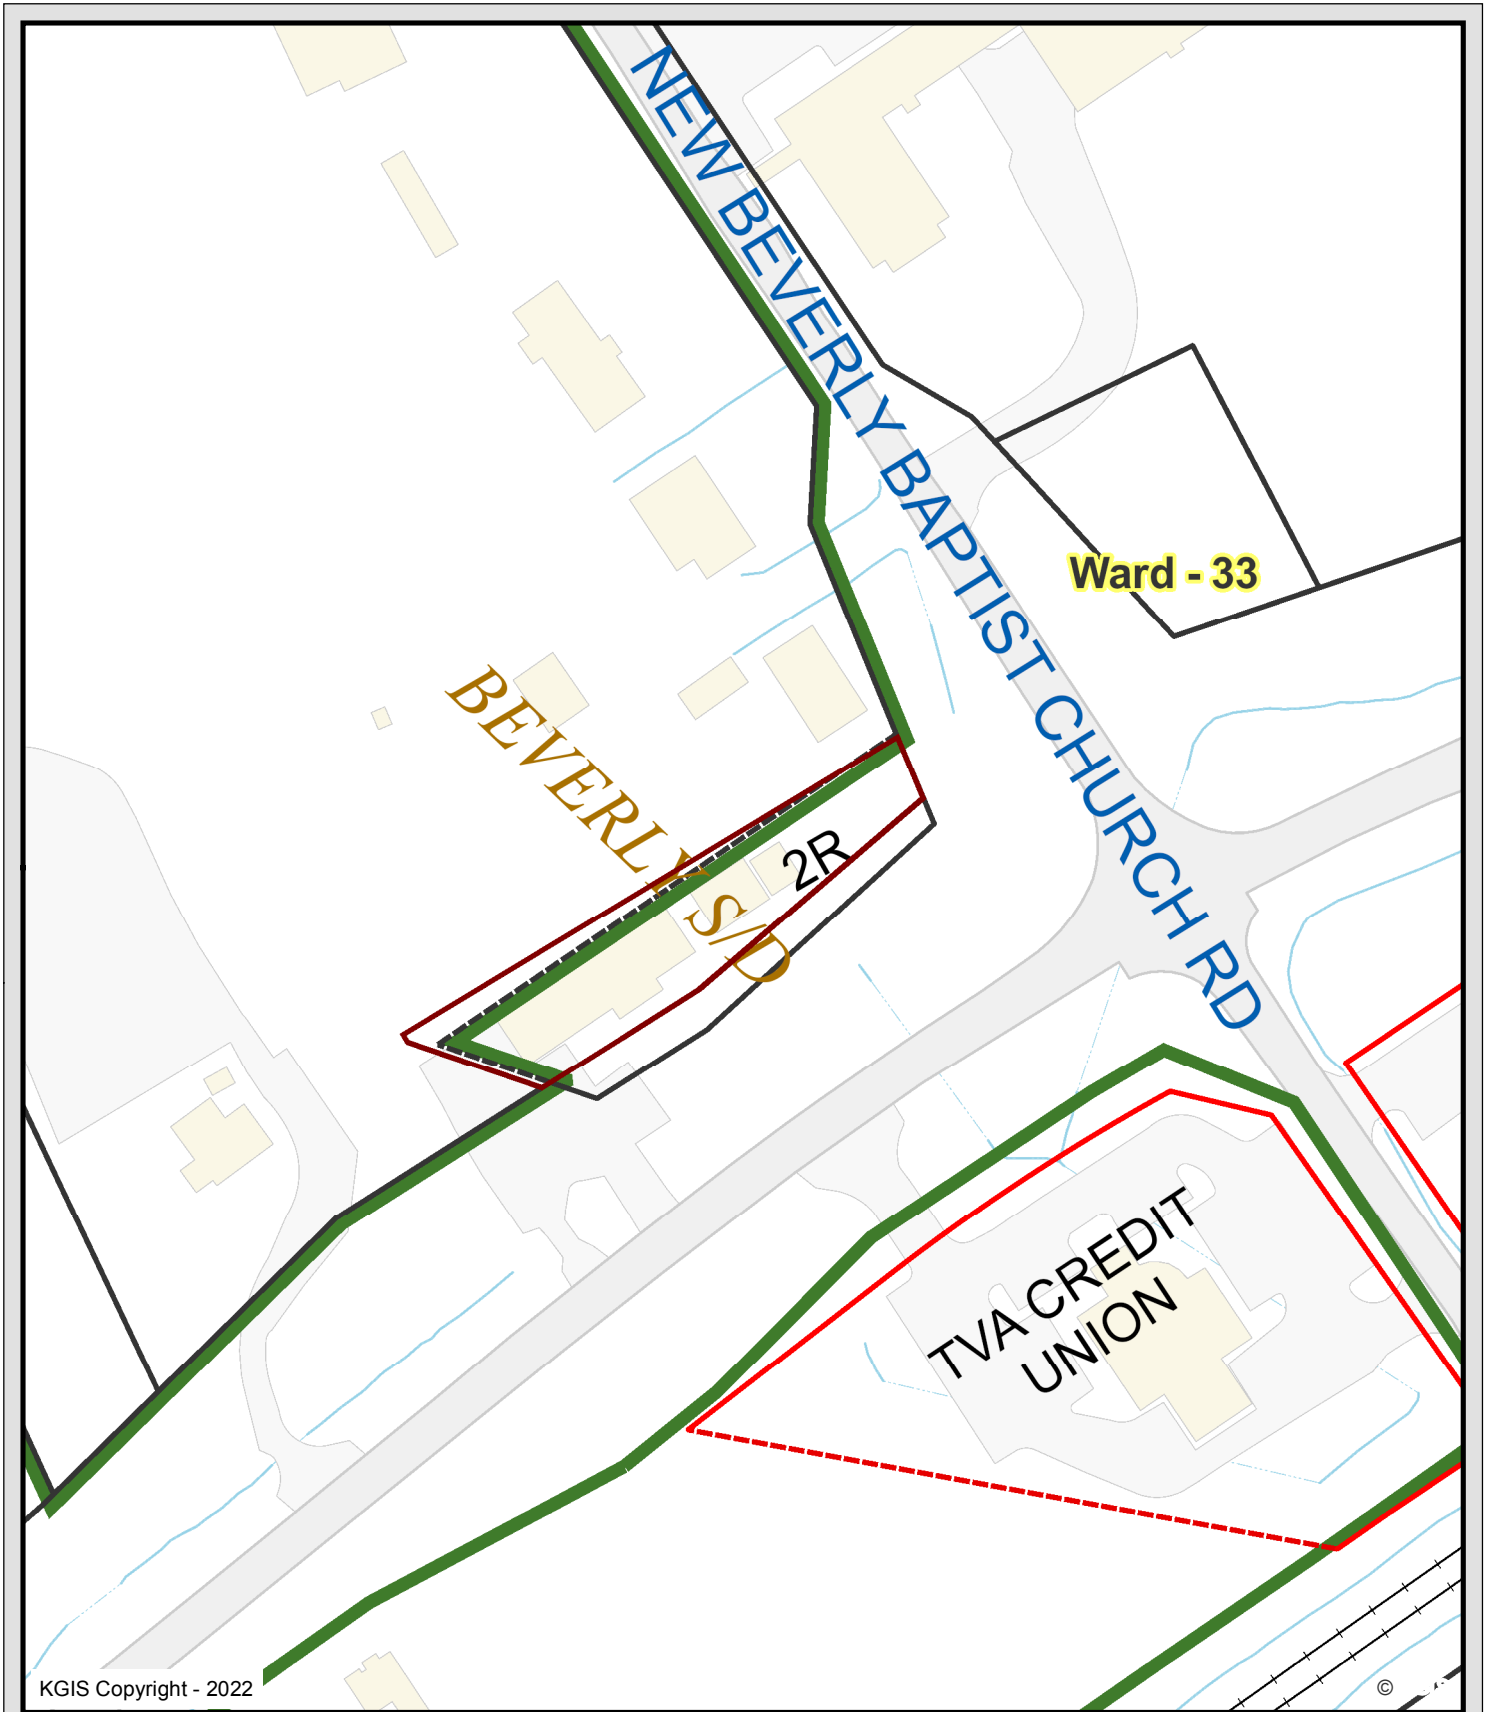 NEW BEVERLY BAPTIST CHURCH RD
Ward - 33
BEVERLY S/D
2R
TVA CREDIT
UNION
KGIS Copyright - 2022
©